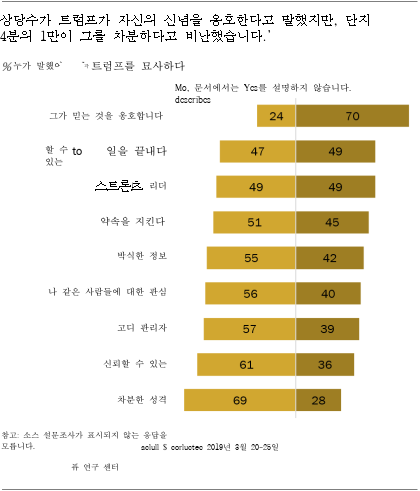 상당수가 트럼프가 자신의 신념을 옹호한다고 말했지만, 단지
4분의 1만이 그를 차분하다고 비난했습니다.'
%누가 말했 트럼프를 묘사하다
Mo, 문서에서는 Yes를 설명하지 않습니다.
describes
그가 믿는 것을 옹호합니다 24 70
할 수 to 일을 끝내다 47 49
있는
스트론츠 리더 49 49
약속을 지킨다 51 45
박식한 정보 55 42
나 같은 사람들에 대한 관심 56 40
고디 관리자 57 39
신뢰할 수 있는 61 36
차분한 성격 69 28
참고: 소스 설문조사가 표시되지 않는 응답을
모릅니다.
2019년 3월 20-25일
퓨 연구 센터